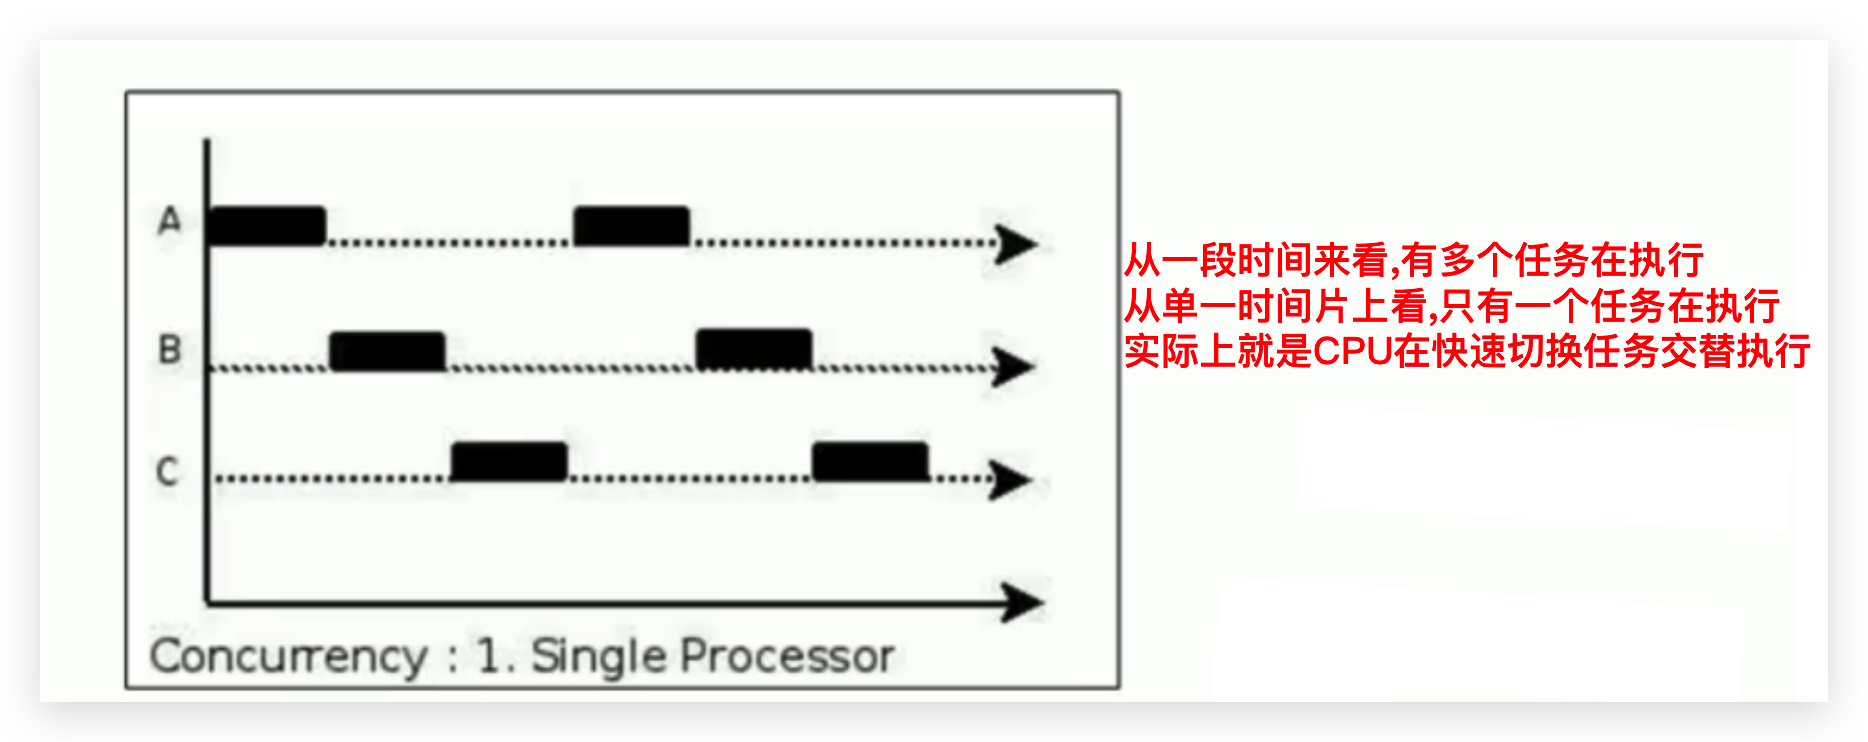 A
B
C
Concurrency : 1. Single Processor
从一段时间来看,有多个任务在执行
从单一时间片上看,只有一个任务在执行
实际上就是CPU在快速切换任务交替执行